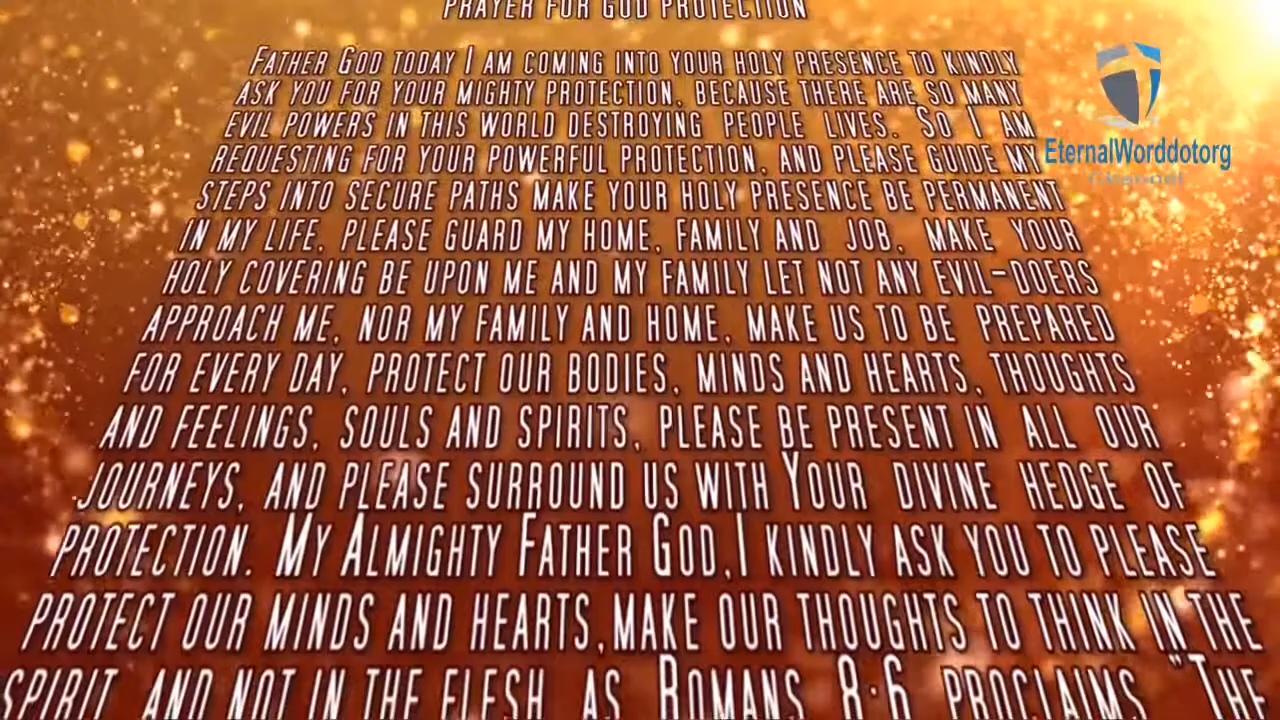 PRAYER FOR GOD PROTECTION
FATHER GOD TODAY I AM COMING INTO YOUR HOLY PRESENCE TO KINDLY
ASK YOU FOR YOUR MIGHTY PROTECTION, BECAUSE THERE ARE SO MANY
EVIL POWERS IN THIS WORLD DESTROYING PEOPLE LIVES. SO I AM
REQUESTING FOR YOUR POWERFUL PROTECTION, AND PLEASE GUIDE MY
STEPS INTO SECURE PATHS MAKE YOUR HOLY PRESENCE BE PERMANENT
IN MY LIFE, PLEASE GUARD MY HOME, FAMILY AND JOB, MAKE YOUR
HOLY COVERING BE UPON ME AND MY FAMILY LET NOT ANY EVIL-DOERS
APPROACH ME, NOR MY FAMILY AND HOME, MAKE US TO BE PREPARED
FOR EVERY DAY, PROTECT OUR BODIES, MINDS AND HEARTS, THOUGHTS
AND FEELINGS, SOULS AND SPIRITS, PLEASE BE PRESENT IN ALL OUR
JOURNEYS, AND PLEASE SURROUND US WITH YOUR DIVINE HEDGE OF
PROTECTION. MY ALMIGHTY FATHER GOD,I KINDLY ASK YOU TO PLEASE
PROTECT OUR MINDS AND HEARTS,MAKE OUR THOUGHTS TO THINK IN THE
SPIRIT AND NOT IN THE FLESH AS ROMANS 8:6 PROCLAIMS "THE
EternalWorddotorg